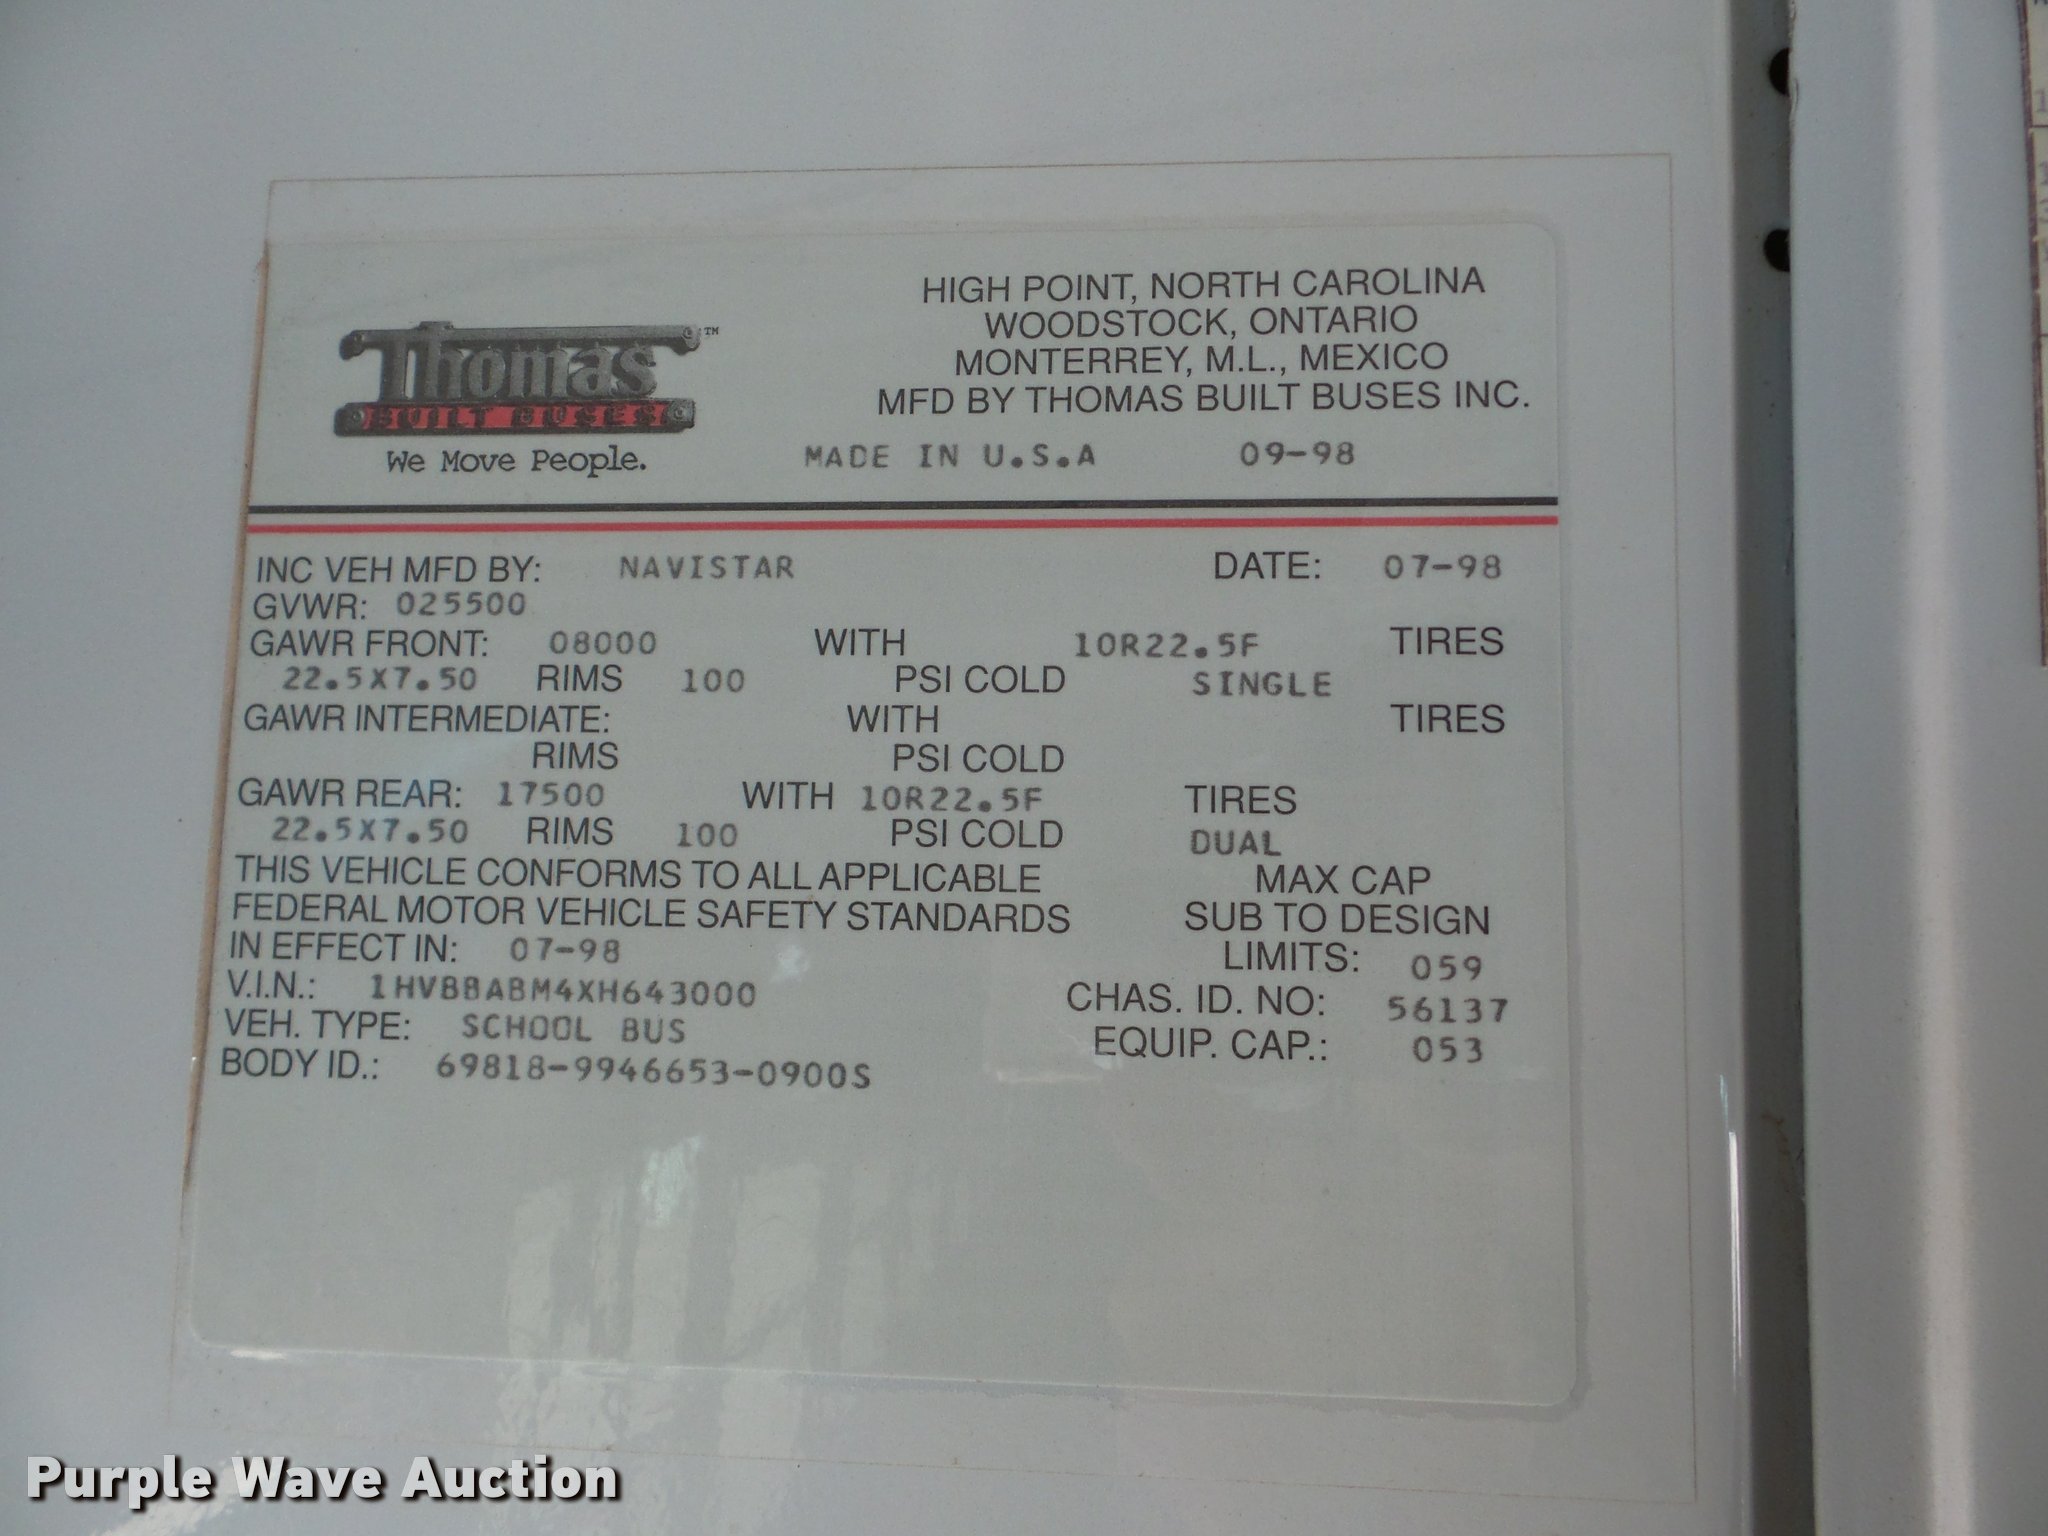 Thomas™
BUILT BUSES
We Move People.
HIGH POINT, NORTH CAROLINA
WOODSTOCK, ONTARIO
MONTERREY, M.L., MEXICO
MFD BY THOMAS BUILT BUSES INC.
MADE IN U.S.A 09-98
INC VEH MFD BY: NAVISTAR DATE: 07-98
GVWR: 025500
GAWR FRONT: 08000 WITH 10R22.5F TIRES
22.5X7.50 RIMS 100 PSI COLD SINGLE
GAWR INTERMEDIATE: WITH TIRES
RIMS PSI COLD
GAWR REAR: 17500 WITH 10R22.5F TIRES
22.5X7.50 RIMS 100 PSI COLD DUAL
THIS VEHICLE CONFORMS TO ALL APPLICABLE
FEDERAL MOTOR VEHICLE SAFETY STANDARDS
IN EFFECT IN: 07-98
MAX CAP
SUB TO DESIGN
LIMITS: 059
V.I.N.: 1HVBBABM4XH643000
CHAS. ID. NO: 56137
VEH. TYPE: SCHOOL BUS
EQUIP. CAP.: 053
BODY ID.: 69818-9946653-0900S
Purple Wave Auction